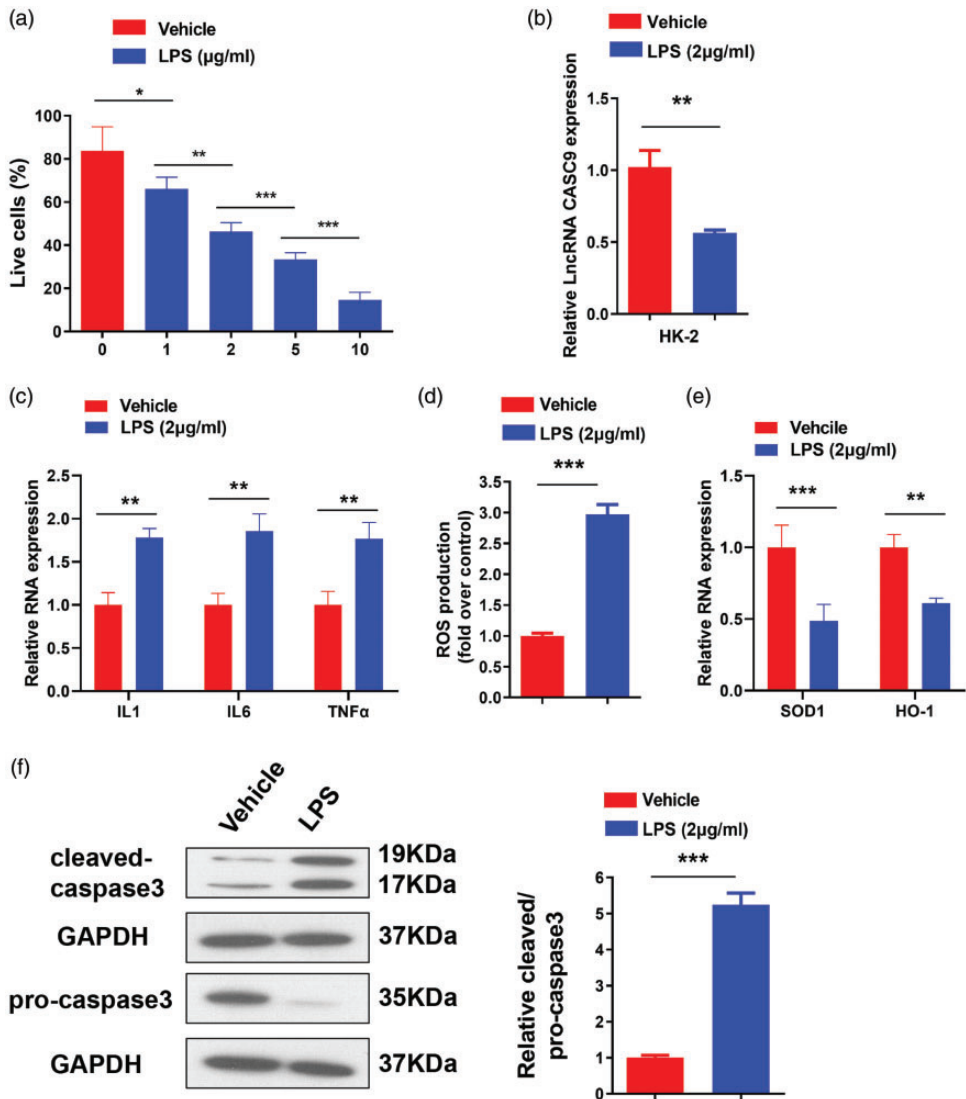 (a)
Vehicle
LPS (µg/ml)
Live cells (%)
100
80
60
40
20
0
*
**
***
***
0 1 2 5 10
(b)
Vehicle
LPS (2µg/ml)
Relative LncRNA CASC9 expression
1.5
1.0
0.5
0.0
**
HK-2
(c)
Vehicle
LPS (2µg/ml)
Relative RNA expression
2.5
2.0
1.5
1.0
0.5
0.0
** ** **
IL1 IL6 TNFα
(d)
Vehicle
LPS (2µg/ml)
ROS production
(fold over control)
3.5
3.0
2.5
2.0
1.5
1.0
0.5
0.0
***
(e)
Vehcile
LPS (2µg/ml)
Relative RNA expression
1.5
1.0
0.5
0.0
*** **
SOD1 HO-1
(f)
Vehicle LPS
cleaved-
caspase3
19KDa
17KDa
GAPDH 37KDa
pro-caspase3 35KDa
GAPDH 37KDa
Vehicle
LPS (2µg/ml)
Relative cleaved/
pro-caspase3
6
5
4
3
2
1
0
***